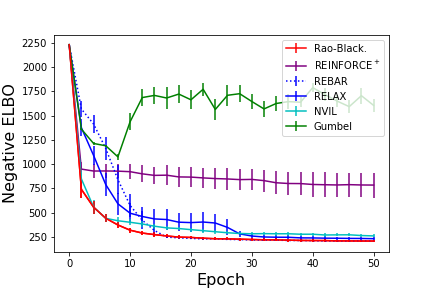 Negative ELBO
2250
2000
1750
1500
1250
1000
750
500
250
0
10
20
30
40
50
Epoch
Rao-Black.
REINFORCE⁺
REBAR
RELAX
NVIL
Gumbel